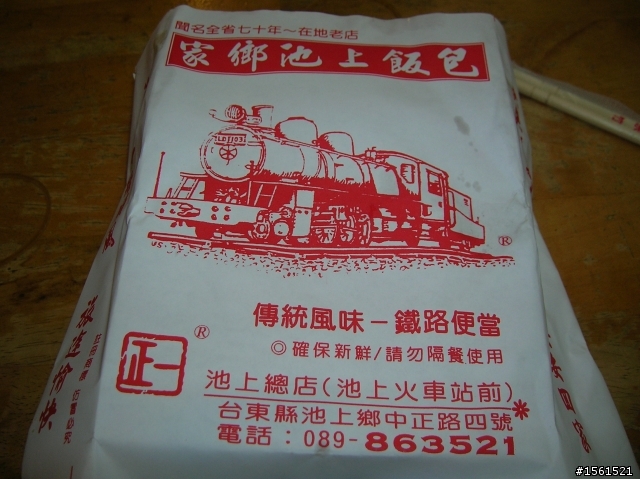 聞名全省七十年～在地老店
家鄉池上飯包
LDT103
®
傳統風味－鐵路便當
®
◎確保新鮮/請勿隔餐使用
正一
池上總店(池上火車站前)
台東縣池上鄉中正路四號
電話：089-863521
#1561521